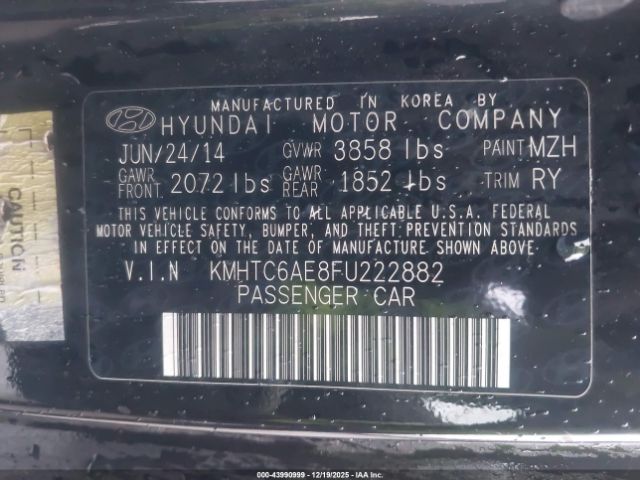 MANUFACTURED IN KOREA BY
HYUNDAI MOTOR COMPANY
JUN/24/14 GVWR 3858 lbs PAINT MZH
GAWR FRONT 2072 lbs GAWR REAR 1852 lbs TRIM RY
THIS VEHICLE CONFORMS TO ALL APPLICABLE U.S.A. FEDERAL
MOTOR VEHICLE SAFETY, BUMPER, AND THEFT PREVENTION STANDARDS
IN EFFECT ON THE DATE OF MANUFACTURE SHOWN ABOVE
V.I.N KMHTC6AE8FU222882
PASSENGER CAR
CAUTION
000-43990999 - 12/19/2025 - IAA Inc.